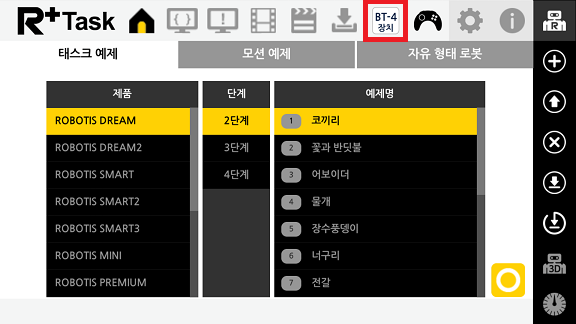 R+Task
BT-4
장치
R
태스크 예제
모션 예제
자유 형태 로봇
제품
단계
예제명
ROBOTIS DREAM
2단계
1 코끼리
ROBOTIS DREAM2
3단계
2 꽃과 반딧불
ROBOTIS SMART
4단계
3 어보이더
ROBOTIS SMART2
4 물개
ROBOTIS SMART3
5 장수풍뎅이
ROBOTIS MINI
6 너구리
ROBOTIS PREMIUM
7 전갈
3D